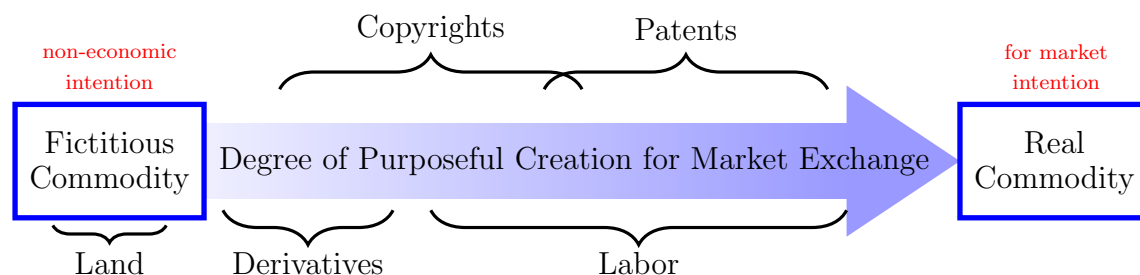 Copyrights
Patents
non-economic
intention
for market
intention
Fictitious
Commodity
Degree of Purposeful Creation for Market Exchange
Real
Commodity
Land
Derivatives
Labor